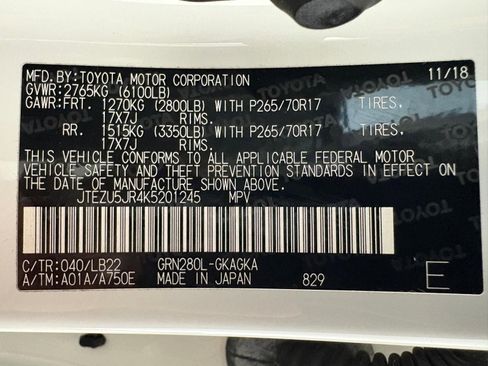 MFD. BY: TOYOTA MOTOR CORPORATION 11/18
GVWR: 2765KG (6100LB)
GAWR: FRT. 1270KG (2800LB) WITH P265/70R17 TIRES,
17X7J RIMS.
RR. 1515KG (3350LB) WITH P265/70R17 TIRES,
17X7J RIMS.
THIS VEHICLE CONFORMS TO ALL APPLICABLE FEDERAL MOTOR
VEHICLE SAFETY AND THEFT PREVENTION STANDARDS IN EFFECT ON
THE DATE OF MANUFACTURE SHOWN ABOVE.
JTEZU5JR4K5201245 MPV
C/TR: 040/LB22 GRN280L-GKAGKA
A/TM: A01A/A750E MADE IN JAPAN 829 E